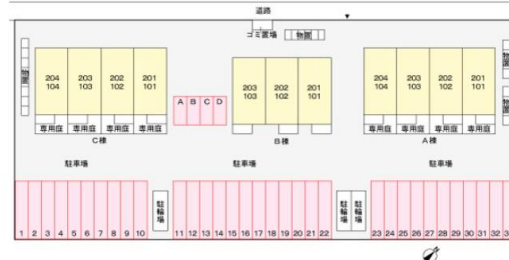 道路
ゴミ置場
物置
物置
204 203 202 201
104 103 102 101
専用庭 専用庭 専用庭 専用庭
C棟
A B C D
203 202 201
103 102 101
B棟
204 203 202 201
104 103 102 101
専用庭 専用庭 専用庭 専用庭
A棟
物置
物置
駐車場 駐車場 駐車場
駐輪場
駐輪場
駐輪場
1 2 3 4 5 6 7 8 9 10
11 12 13 14 15 16 17 18 19 20 21 22
23 24 25 26 27 28 29 30 31 32